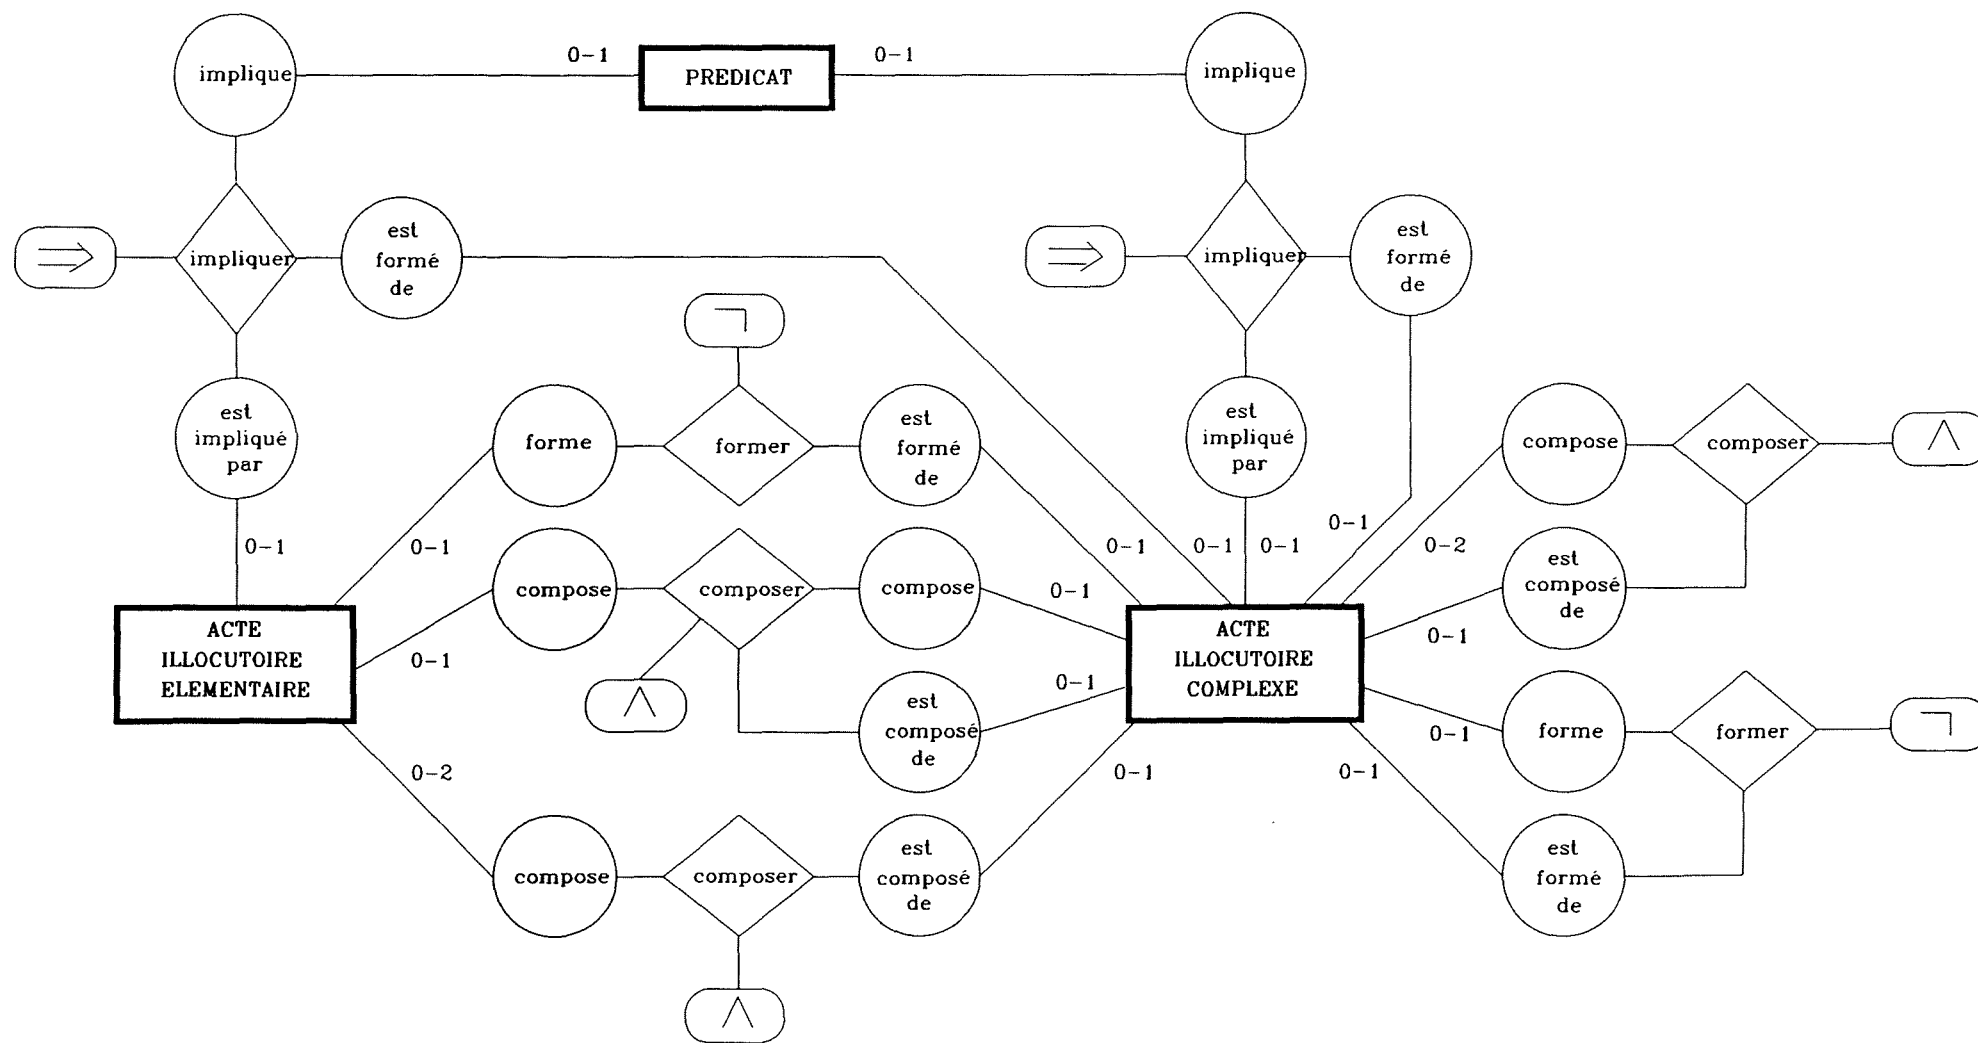 0-1
PREDICAT
0-1
implique
implique
est
formé
de
impliquer
⇒
est
formé
de
impliquer
⇒
¬
est
impliqué
par
est
impliqué
par
forme
former
est
formé
de
compose
composer
∧
0-1
0-1
0-1
0-1
0-1
0-1
0-2
compose
composer
compose
0-1
est
composé
de
ACTE
ILLOCUTOIRE
ELEMENTAIRE
0-1
∧
est
composé
de
0-1
ACTE
ILLOCUTOIRE
COMPLEXE
0-1
0-1
forme
former
¬
0-2
0-1
0-1
compose
composer
est
composé
de
est
formé
de
∧